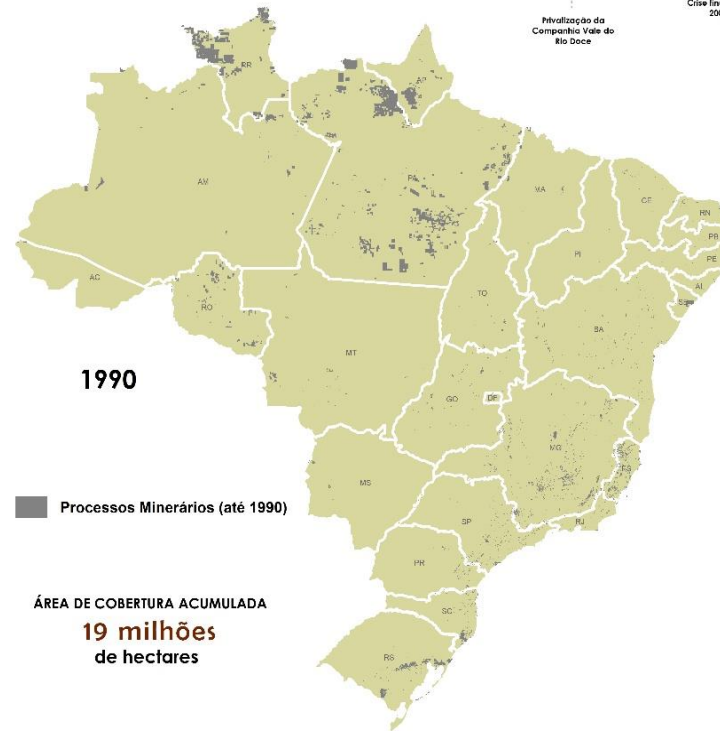 Privatização da
Companhia Vale do
Rio Doce
RR
AP
AM
PA
MA
CE
RN
PB
PI
PE
AC
AL
SE
TO
RO
BA
MT
1990
GO
DF
MG
ES
MS
Processos Minerários (até 1990)
SP
RJ
PR
ÁREA DE COBERTURA ACUMULADA
19 milhões
de hectares
SC
RS